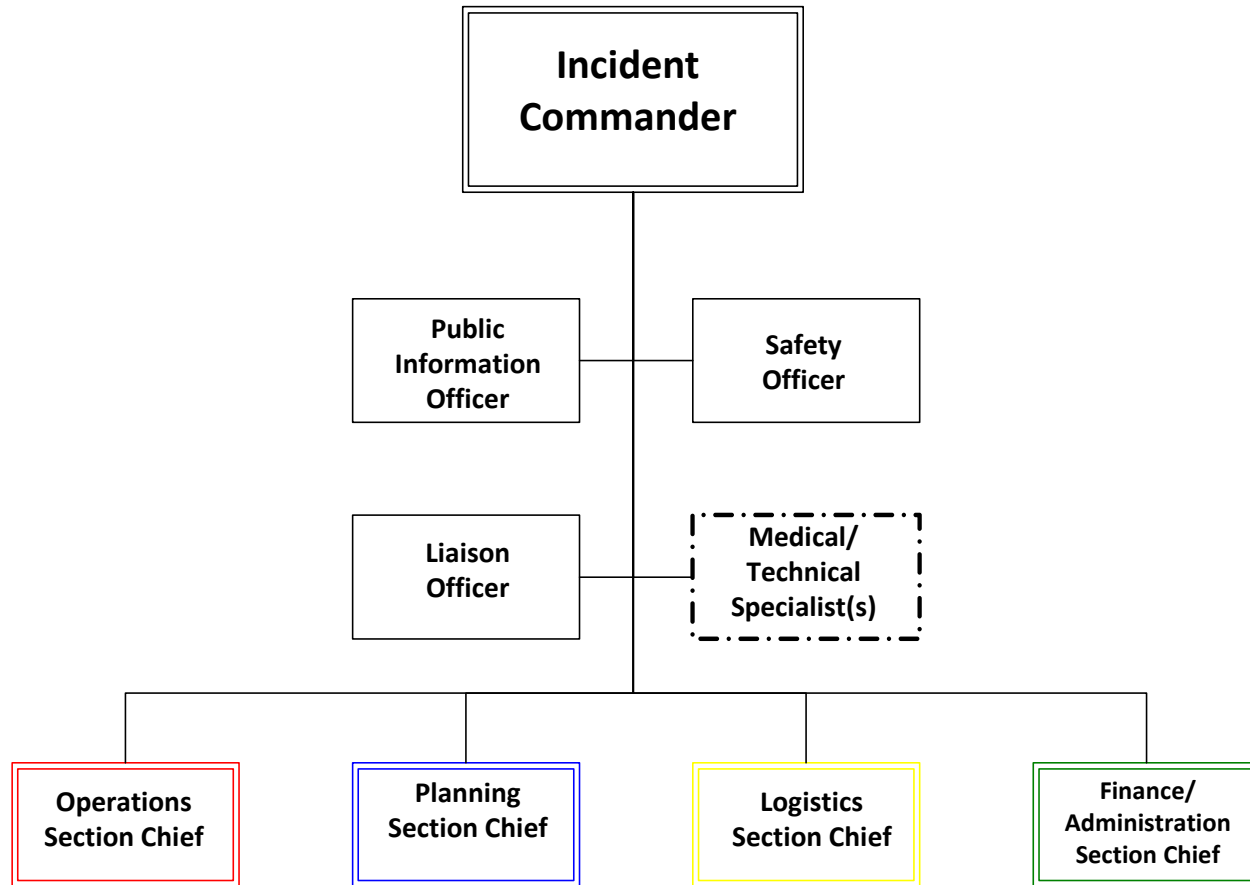 Incident
Commander
Public
Information
Officer
Safety
Officer
Liaison
Officer
Medical/
Technical
Specialist(s)
Operations
Section Chief
Planning
Section Chief
Logistics
Section Chief
Finance/
Administration
Section Chief